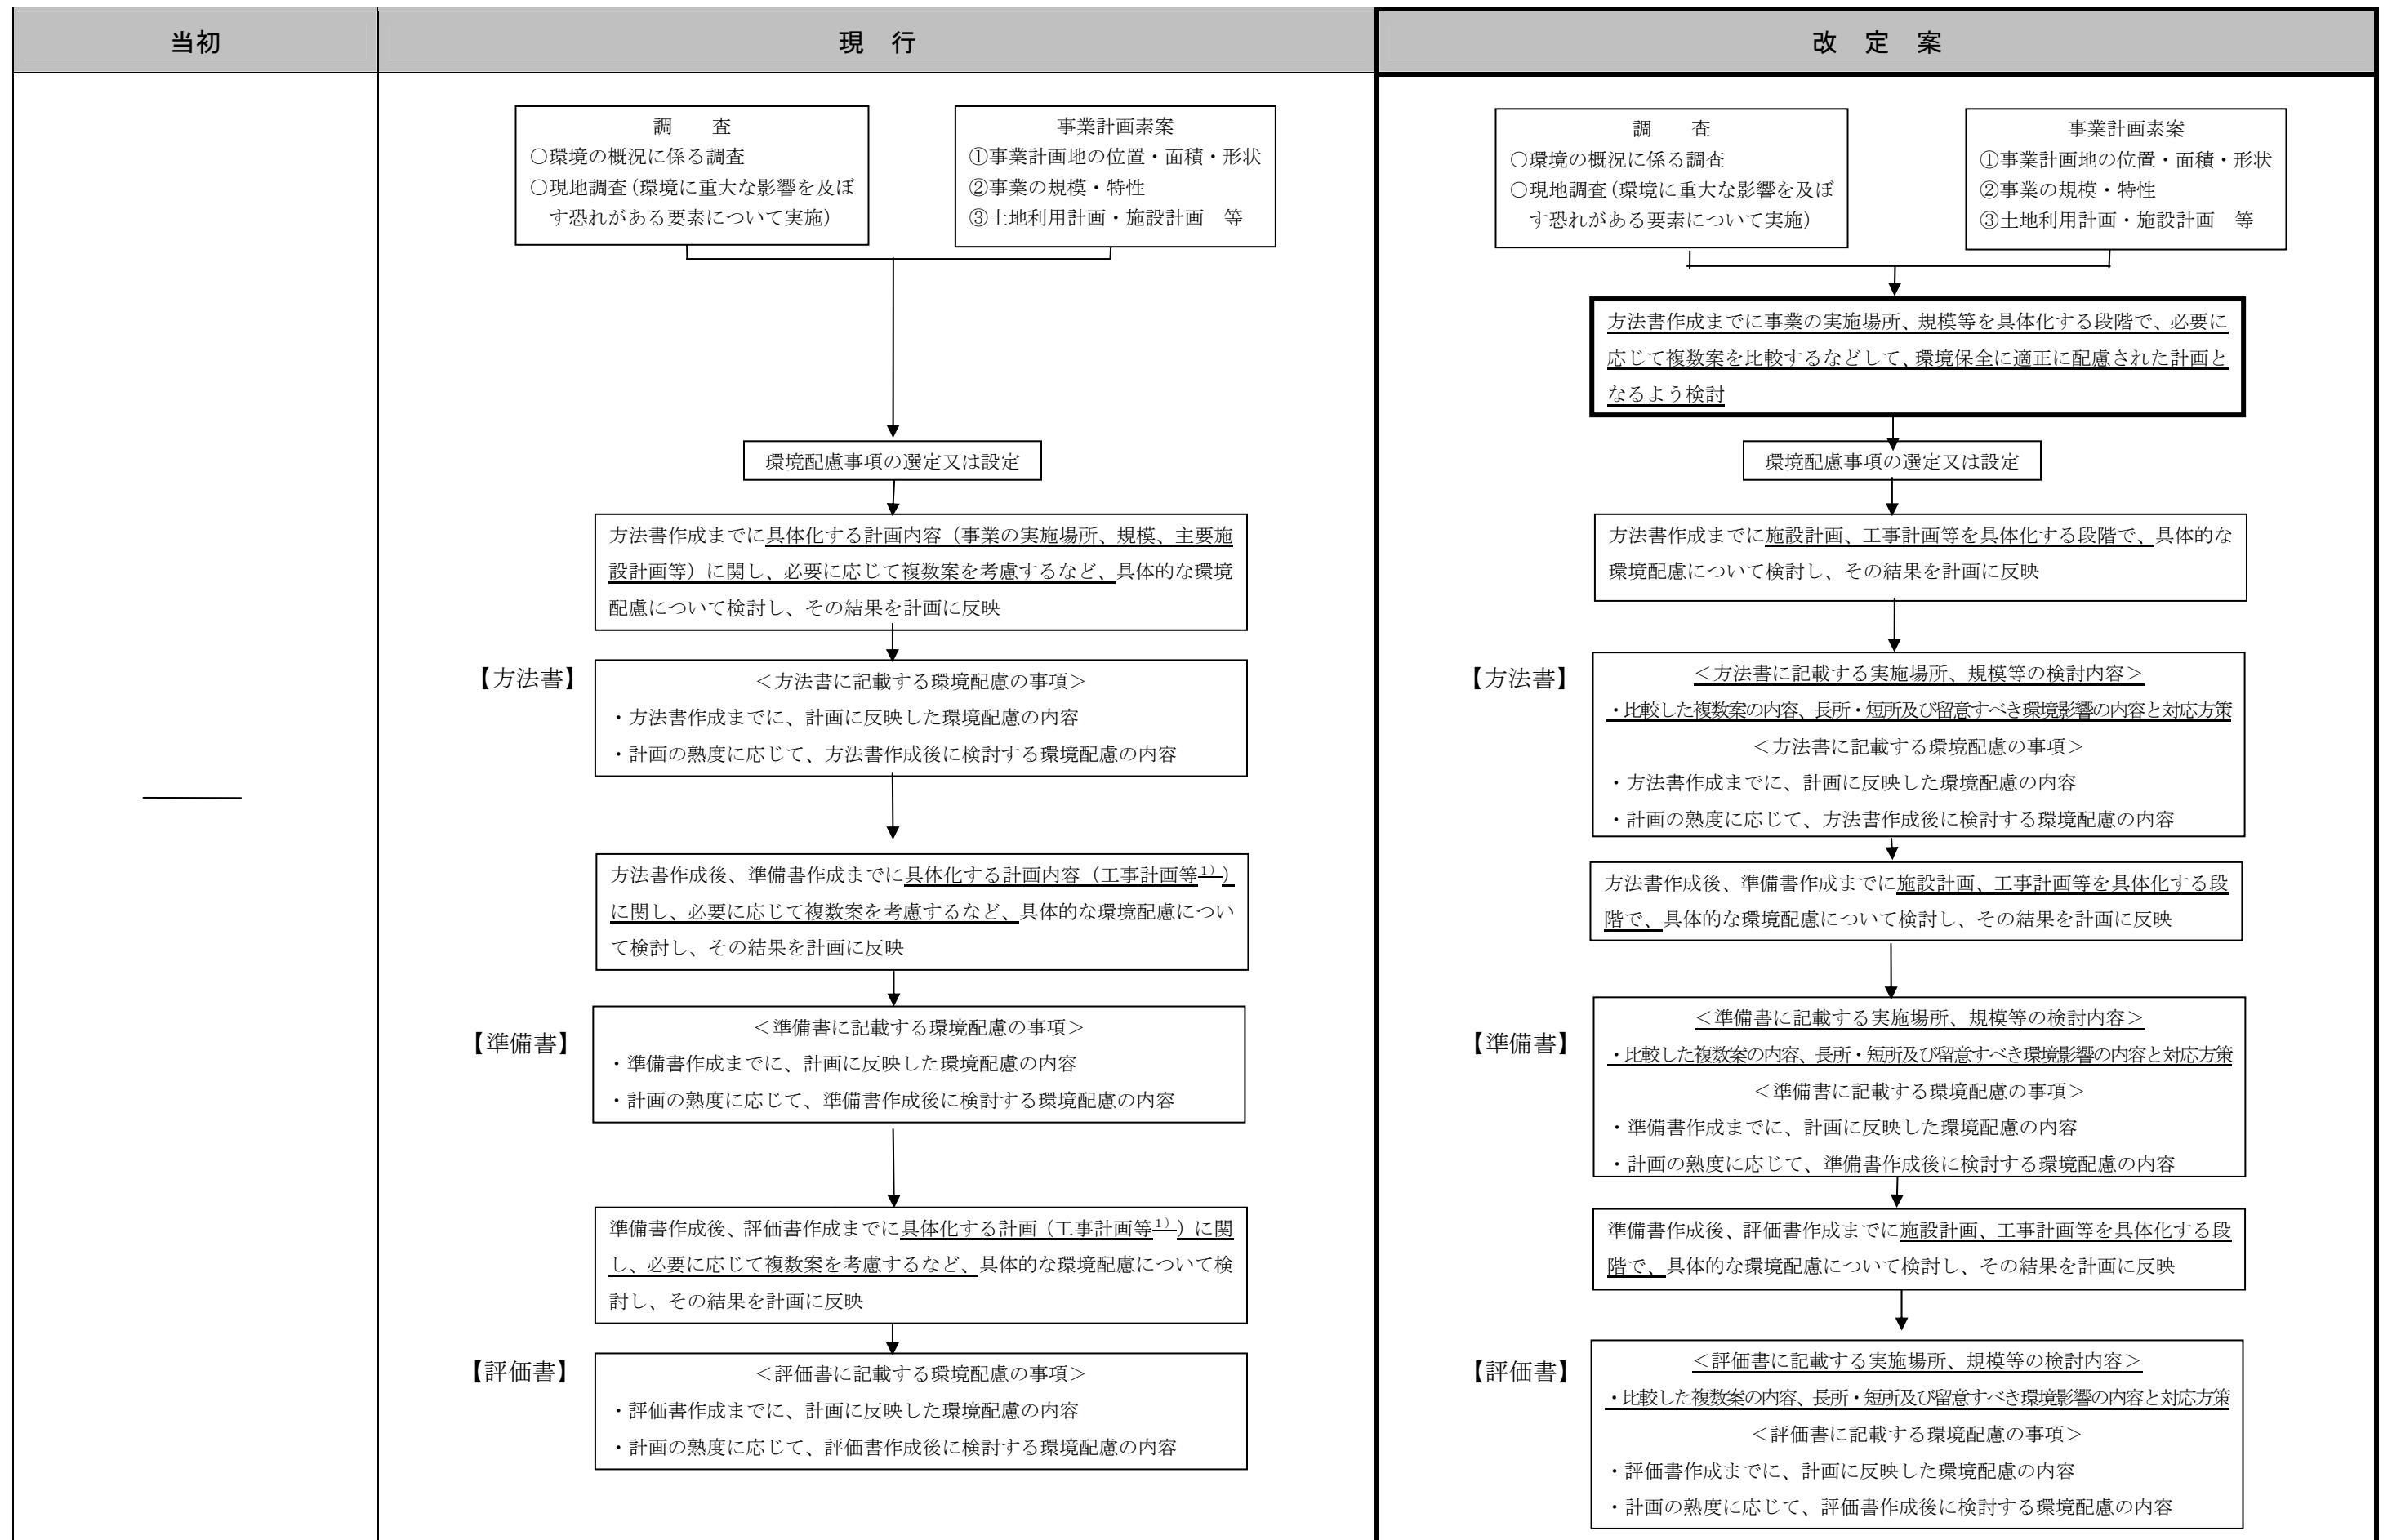 当初
現　行
改　定　案
調　　査
○環境の概況に係る調査
○現地調査(環境に重大な影響を及ぼ
す恐れがある要素について実施)
事業計画素案
①事業計画地の位置・面積・形状
②事業の規模・特性
③土地利用計画・施設計画　等
環境配慮事項の選定又は設定
方法書作成までに具体化する計画内容（事業の実施場所、規模、主要施
設計画等）に関し、必要に応じて複数案を考慮するなど、具体的な環境
配慮について検討し、その結果を計画に反映
【方法書】
＜方法書に記載する環境配慮の事項＞
・方法書作成までに、計画に反映した環境配慮の内容
・計画の熟度に応じて、方法書作成後に検討する環境配慮の内容
方法書作成後、準備書作成までに具体化する計画内容（工事計画等1））
に関し、必要に応じて複数案を考慮するなど、具体的な環境配慮につい
て検討し、その結果を計画に反映
【準備書】
＜準備書に記載する環境配慮の事項＞
・準備書作成までに、計画に反映した環境配慮の内容
・計画の熟度に応じて、準備書作成後に検討する環境配慮の内容
準備書作成後、評価書作成までに具体化する計画（工事計画等1））に関
し、必要に応じて複数案を考慮するなど、具体的な環境配慮について検
討し、その結果を計画に反映
【評価書】
＜評価書に記載する環境配慮の事項＞
・評価書作成までに、計画に反映した環境配慮の内容
・計画の熟度に応じて、評価書作成後に検討する環境配慮の内容
調　　査
○環境の概況に係る調査
○現地調査(環境に重大な影響を及ぼ
す恐れがある要素について実施)
事業計画素案
①事業計画地の位置・面積・形状
②事業の規模・特性
③土地利用計画・施設計画　等
方法書作成までに事業の実施場所、規模等を具体化する段階で、必要に
応じて複数案を比較するなどして、環境保全に適正に配慮された計画と
なるよう検討
環境配慮事項の選定又は設定
方法書作成までに施設計画、工事計画等を具体化する段階で、具体的な
環境配慮について検討し、その結果を計画に反映
【方法書】
＜方法書に記載する実施場所、規模等の検討内容＞
・比較した複数案の内容、長所・短所及び留意すべき環境影響の内容と対応方策
＜方法書に記載する環境配慮の事項＞
・方法書作成までに、計画に反映した環境配慮の内容
・計画の熟度に応じて、方法書作成後に検討する環境配慮の内容
方法書作成後、準備書作成までに施設計画、工事計画等を具体化する段
階で、具体的な環境配慮について検討し、その結果を計画に反映
【準備書】
＜準備書に記載する実施場所、規模等の検討内容＞
・比較した複数案の内容、長所・短所及び留意すべき環境影響の内容と対応方策
＜準備書に記載する環境配慮の事項＞
・準備書作成までに、計画に反映した環境配慮の内容
・計画の熟度に応じて、準備書作成後に検討する環境配慮の内容
準備書作成後、評価書作成までに施設計画、工事計画等を具体化する段
階で、具体的な環境配慮について検討し、その結果を計画に反映
【評価書】
＜評価書に記載する実施場所、規模等の検討内容＞
・比較した複数案の内容、長所・短所及び留意すべき環境影響の内容と対応方策
＜評価書に記載する環境配慮の事項＞
・評価書作成までに、計画に反映した環境配慮の内容
・計画の熟度に応じて、評価書作成後に検討する環境配慮の内容